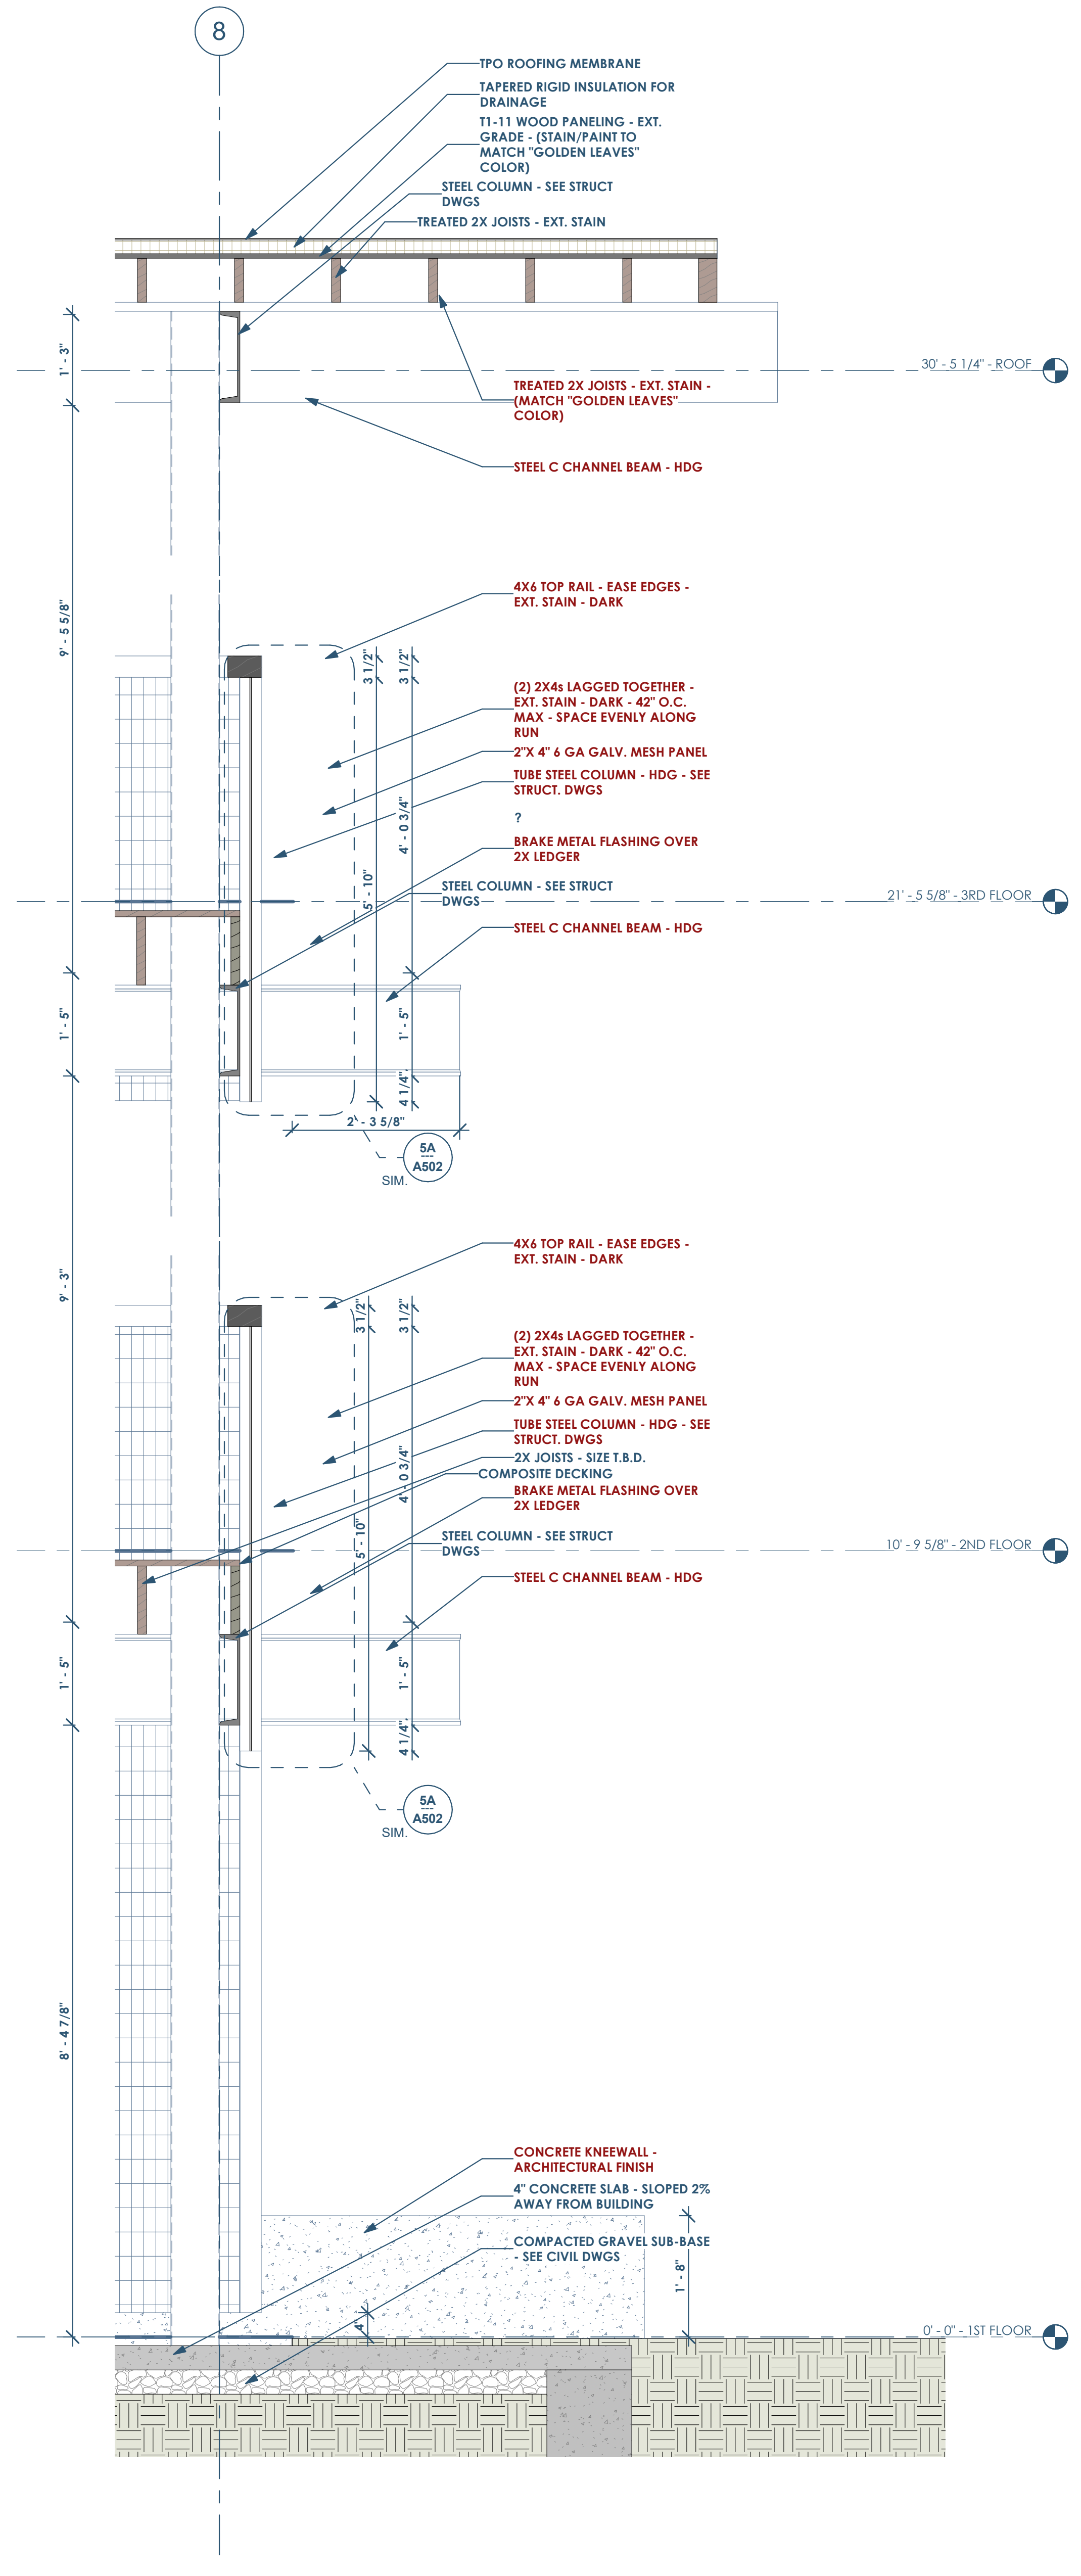 8
TPO ROOFING MEMBRANE
TAPERED RIGID INSULATION FOR
DRAINAGE
T1-11 WOOD PANELING - EXT.
GRADE - (STAIN/PAINT TO
MATCH "GOLDEN LEAVES"
COLOR)
STEEL COLUMN - SEE STRUCT
DWGS
TREATED 2X JOISTS - EXT. STAIN
1' - 3"
30' - 5 1/4" - ROOF
TREATED 2X JOISTS - EXT. STAIN -
(MATCH "GOLDEN LEAVES"
COLOR)
STEEL C CHANNEL BEAM - HDG
9' - 5 5/8"
4X6 TOP RAIL - EASE EDGES -
EXT. STAIN - DARK
3 1/2"
3 1/2"
(2) 2X4s LAGGED TOGETHER -
EXT. STAIN - DARK - 42" O.C.
MAX - SPACE EVENLY ALONG
RUN
2"X 4" 6 GA GALV. MESH PANEL
TUBE STEEL COLUMN - HDG - SEE
STRUCT. DWGS
?
4' - 0 3/4"
BRAKE METAL FLASHING OVER
2X LEDGER
5' - 10"
STEEL COLUMN - SEE STRUCT
DWGS
21' - 5 5/8" - 3RD FLOOR
STEEL C CHANNEL BEAM - HDG
1' - 5"
1' - 5"
4 1/4"
2' - 3 5/8"
5A
---
A502
SIM.
9' - 3"
4X6 TOP RAIL - EASE EDGES -
EXT. STAIN - DARK
3 1/2"
3 1/2"
(2) 2X4s LAGGED TOGETHER -
EXT. STAIN - DARK - 42" O.C.
MAX - SPACE EVENLY ALONG
RUN
2"X 4" 6 GA GALV. MESH PANEL
TUBE STEEL COLUMN - HDG - SEE
STRUCT. DWGS
2X JOISTS - SIZE T.B.D.
COMPOSITE DECKING
4' - 0 3/4"
BRAKE METAL FLASHING OVER
2X LEDGER
5' - 10"
STEEL COLUMN - SEE STRUCT
DWGS
10' - 9 5/8" - 2ND FLOOR
STEEL C CHANNEL BEAM - HDG
1' - 5"
1' - 5"
4 1/4"
5A
---
A502
SIM.
8' - 4 7/8"
CONCRETE KNEEWALL -
ARCHITECTURAL FINISH
4" CONCRETE SLAB - SLOPED 2%
AWAY FROM BUILDING
COMPACTED GRAVEL SUB-BASE
- SEE CIVIL DWGS
1' - 8"
4"
0' - 0" - 1ST FLOOR